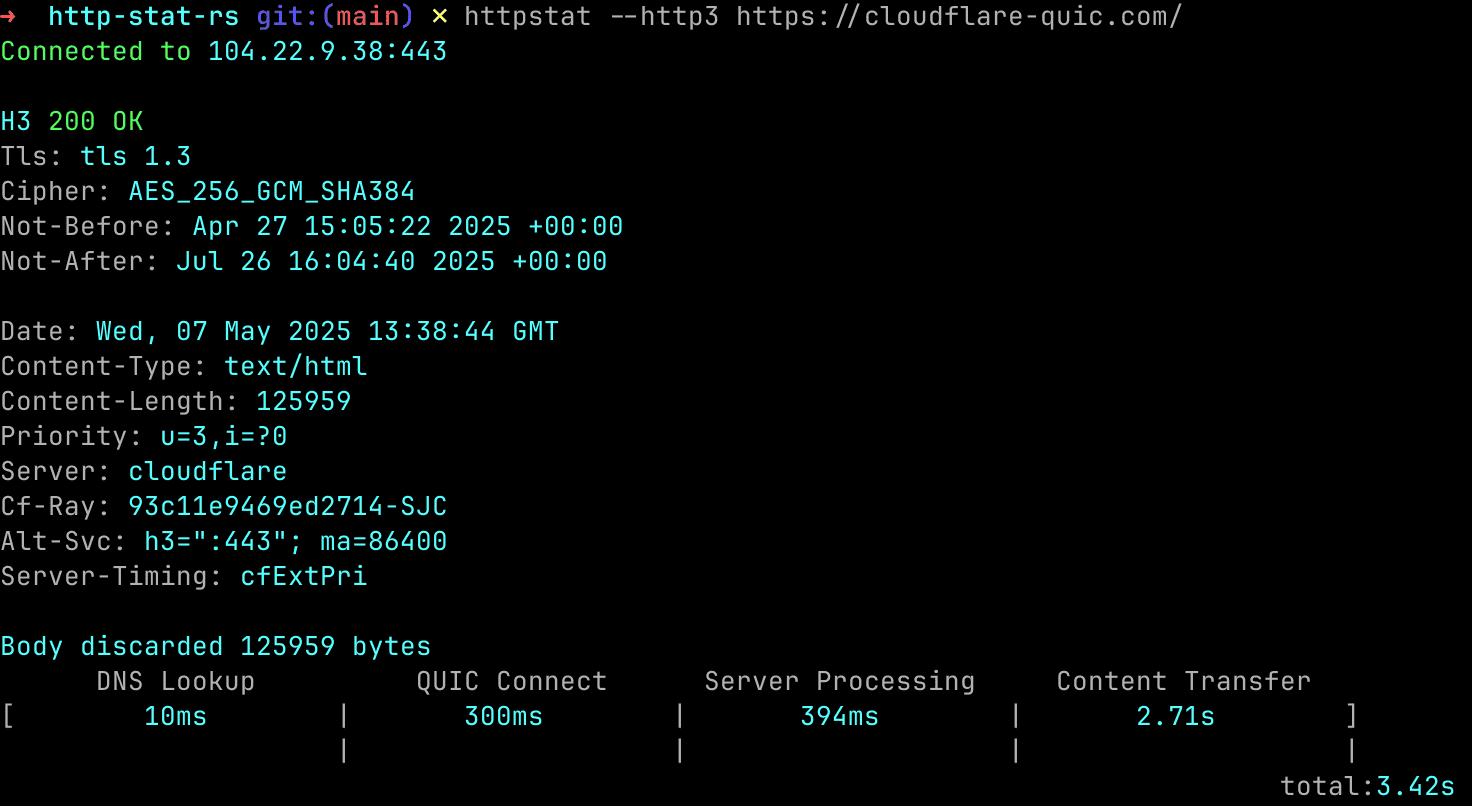 ➜  http-stat-rs git:(main) ✕ httpstat --http3 https://cloudflare-quic.com/
Connected to 104.22.9.38:443
H3 200 OK
Tls: tls 1.3
Cipher: AES_256_GCM_SHA384
Not-Before: Apr 27 15:05:22 2025 +00:00
Not-After: Jul 26 16:04:40 2025 +00:00
Date: Wed, 07 May 2025 13:38:44 GMT
Content-Type: text/html
Content-Length: 125959
Priority: u=3,i=?0
Server: cloudflare
Cf-Ray: 93c11e9469ed2714-SJC
Alt-Svc: h3=":443"; ma=86400
Server-Timing: cfExtPri
Body discarded 125959 bytes
DNS Lookup QUIC Connect Server Processing Content Transfer
[ 10ms | 300ms | 394ms | 2.71s ]
| | | |
total:3.42s